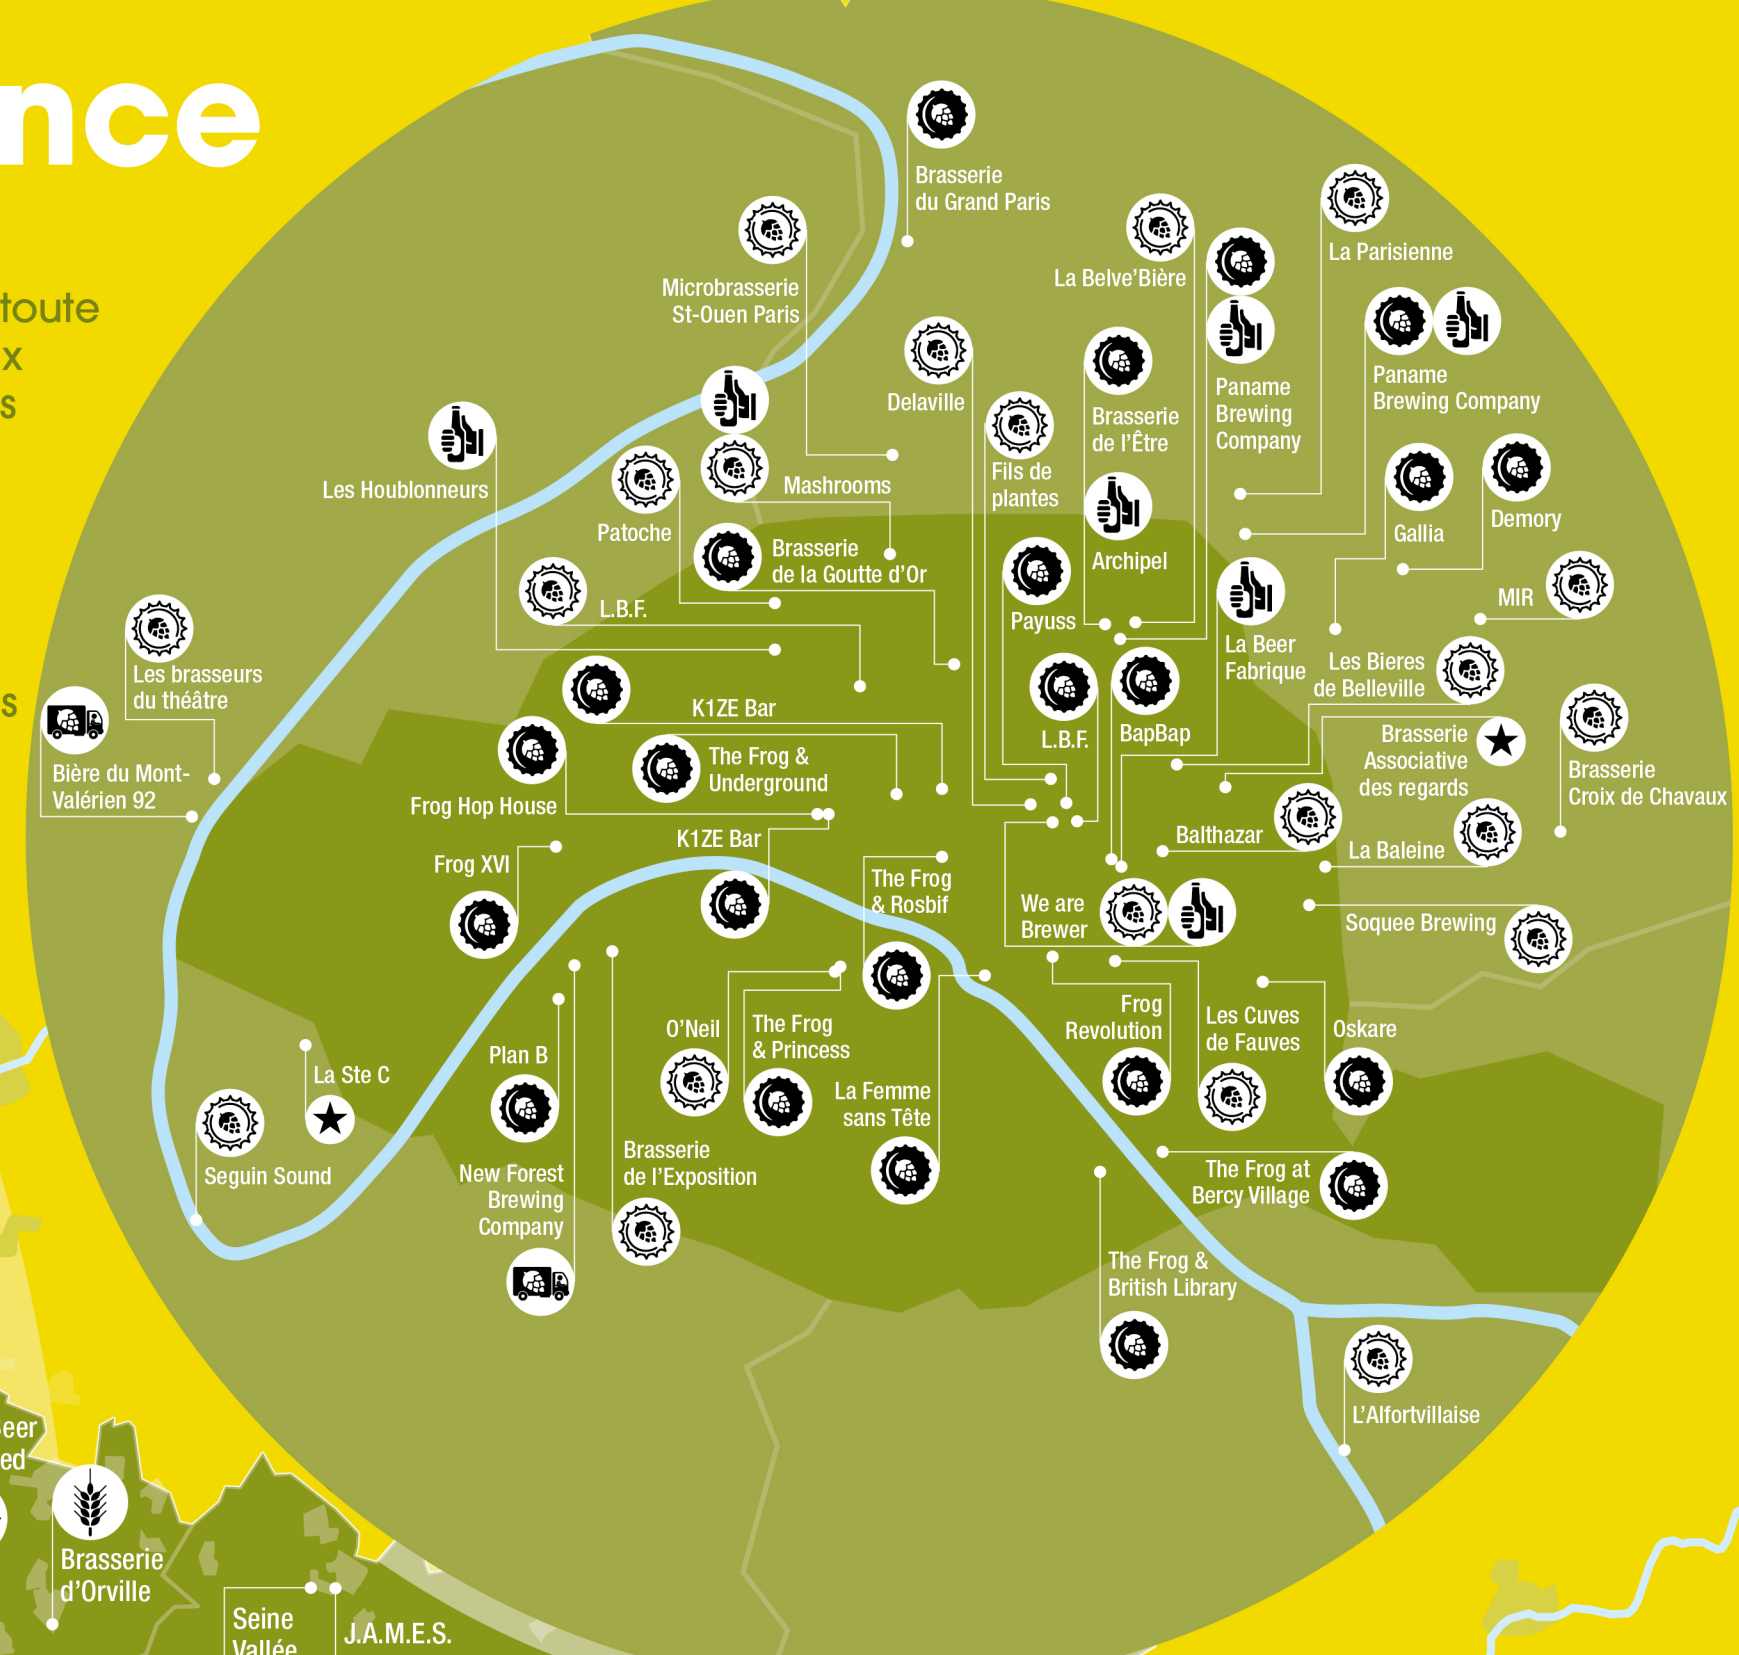 nce
toute
x
s
s
Brasserie
du Grand Paris
Microbrasserie
St-Ouen Paris
La Belve'Bière
La Parisienne
Delaville
Brasserie
de l'Être
Paname
Brewing
Company
Paname
Brewing Company
Les Houblonneurs
Patoche
Mashrooms
Fils de
plantes
Archipel
Gallia
Demory
Brasserie
de la Goutte d'Or
L.B.F.
Payuss
MIR
La Beer
Fabrique
Les Bieres
de Belleville
Les brasseurs
du théâtre
K1ZE Bar
L.B.F.
BapBap
Brasserie
Associative
des regards
Bière du Mont-
Valérien 92
The Frog &
Underground
Frog Hop House
Brasserie
Croix de Chavaux
K1ZE Bar
Balthazar
La Baleine
Frog XVI
The Frog
& Rosbif
We are
Brewer
Soquee Brewing
O'Neil
The Frog
& Princess
Frog
Revolution
Les Cuves
de Fauves
Oskare
Plan B
La Ste C
La Femme
sans Tête
Seguin Sound
New Forest
Brewing
Company
Brasserie
de l'Exposition
The Frog at
Bercy Village
The Frog &
British Library
L'Alfortvillaise
eer
ed
Brasserie
d'Orville
Seine
Vallée
J.A.M.E.S.